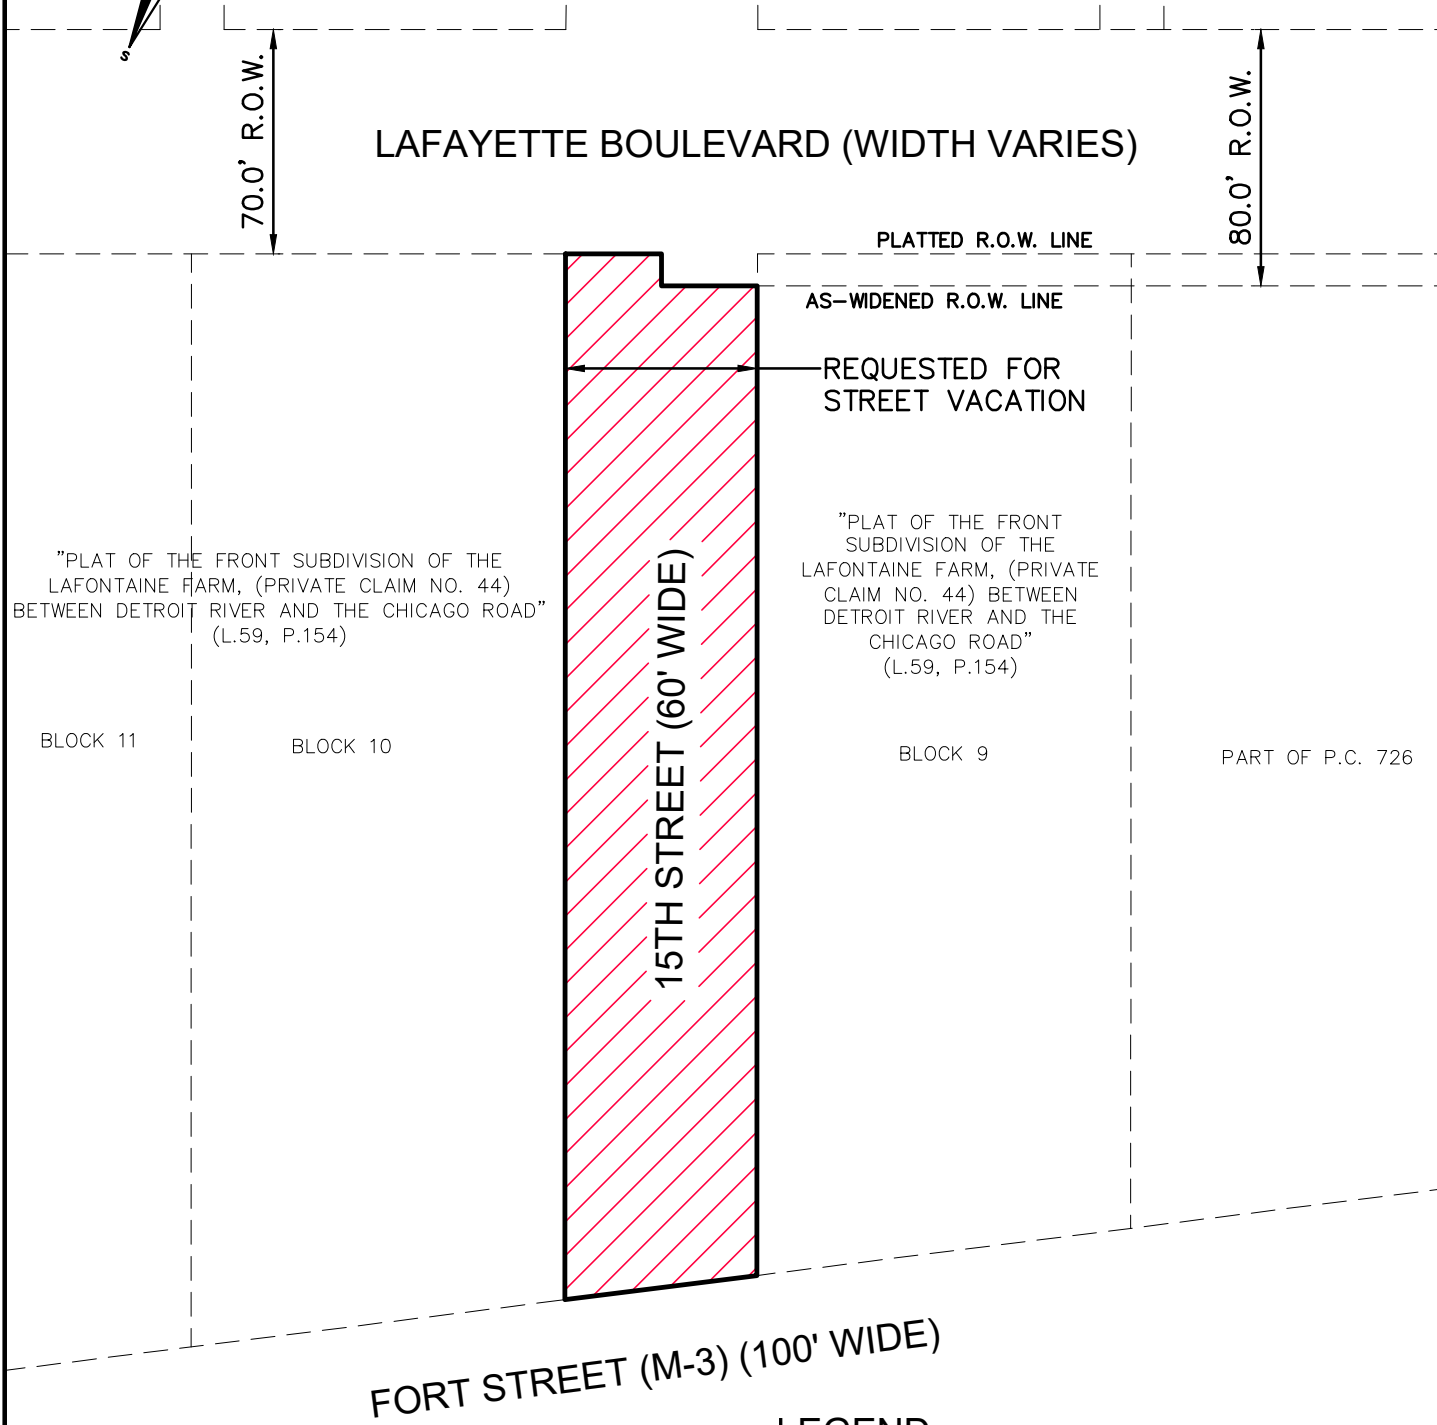 S
70.0' R.O.W.
LAFAYETTE BOULEVARD (WIDTH VARIES)
80.0' R.O.W.
PLATTED R.O.W. LINE
AS-WIDENED R.O.W. LINE
REQUESTED FOR
STREET VACATION
"PLAT OF THE FRONT SUBDIVISION OF THE
LAFONTAINE FARM, (PRIVATE CLAIM NO. 44)
BETWEEN DETROIT RIVER AND THE CHICAGO ROAD"
(L.59, P.154)
15TH STREET (60' WIDE)
"PLAT OF THE FRONT
SUBDIVISION OF THE
LAFONTAINE FARM, (PRIVATE
CLAIM NO. 44) BETWEEN
DETROIT RIVER AND THE
CHICAGO ROAD"
(L.59, P.154)
BLOCK 11
BLOCK 10
BLOCK 9
PART OF P.C. 726
FORT STREET (M-3) (100' WIDE)
LEGEND